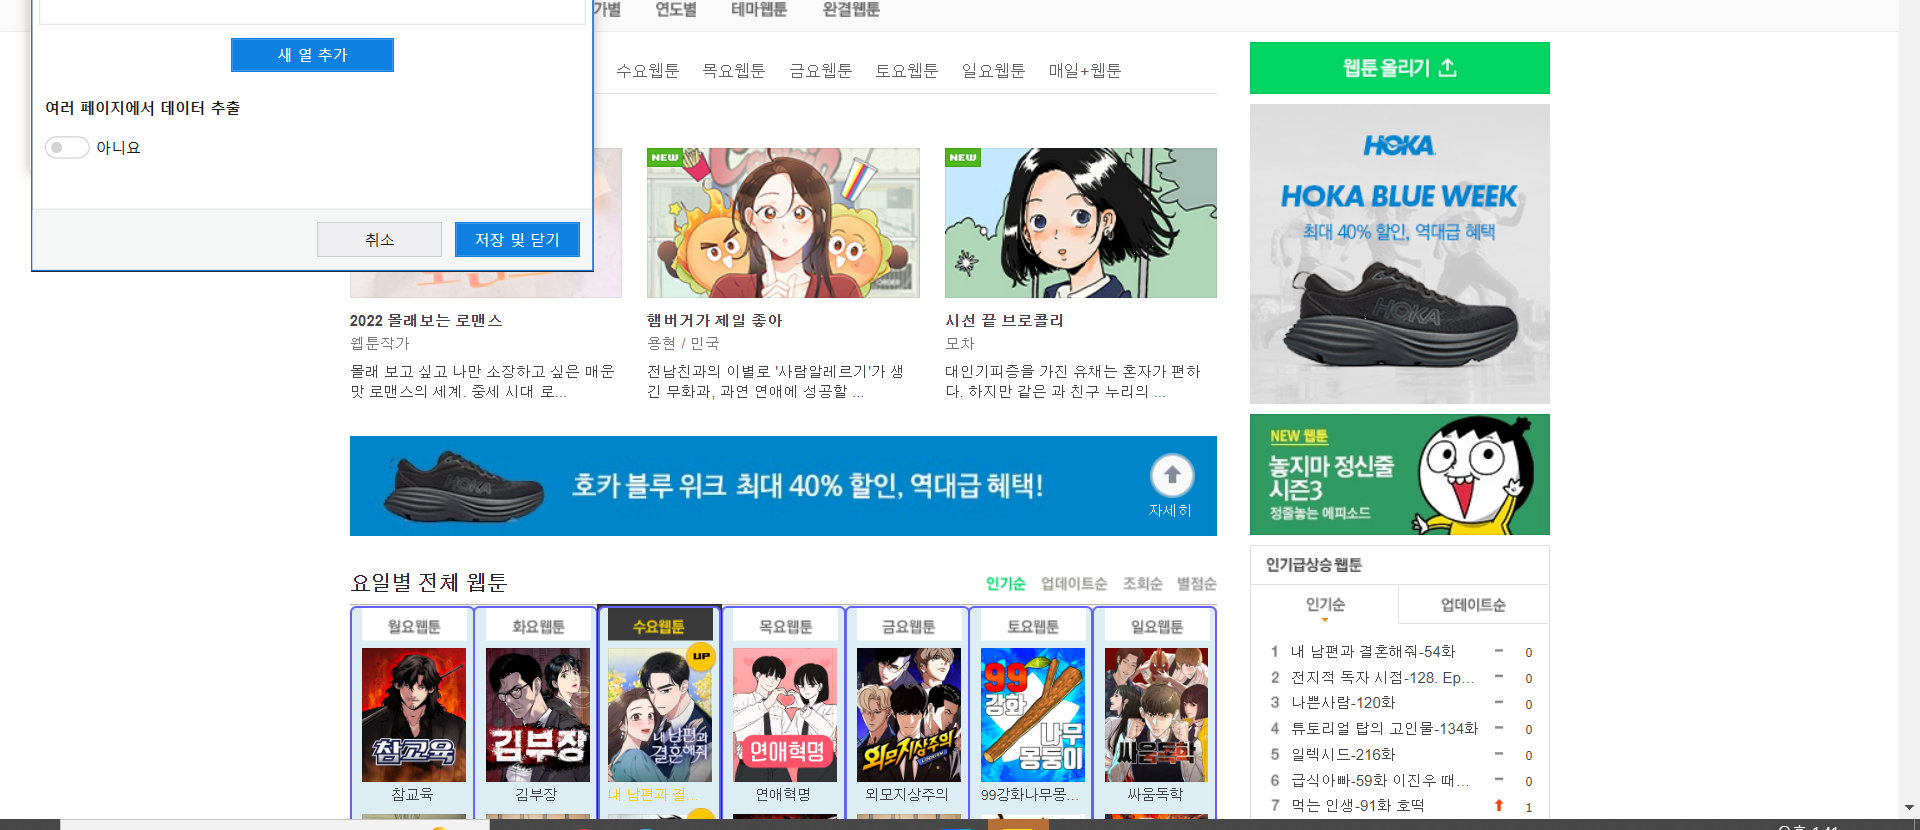 가별 연도별 테마웹툰 완결웹툰
새 열 추가
여러 페이지에서 데이터 추출
아니요
취소 저장 및 닫기
수요웹툰 목요웹툰 금요웹툰 토요웹툰 일요웹툰 매일+웹툰
NEW
NEW
ORDER
2022 몰래보는 로맨스
웹툰작가
몰래 보고 싶고 나만 소장하고 싶은 매운
맛 로맨스의 세계. 중세 시대 로...
햄버거가 제일 좋아
용현 / 민국
전남친과의 이별로 '사람알레르기'가 생
긴 무화과, 과연 연애에 성공할 ...
시선 끝 브로콜리
모차
대인기피증을 가진 유채는 혼자가 편하
다. 하지만 같은 과 친구 누리의 ...
HOKA
호카 블루 위크 최대 40% 할인, 역대급 혜택!
자세히
요일별 전체 웹툰
인기순 업데이트순 조회순 별점순
월요웹툰 화요웹툰 수요웹툰 목요웹툰 금요웹툰 토요웹툰 일요웹툰
참교육
김부장
UP
내 남편과
결혼해줘
연애혁명
외모지상주의
LOOKISM
99
강화
나무
몽둥이
싸움독학
참교육 김부장 내 남편과 결... 연애혁명 외모지상주의 99강화나무몽... 싸움독학
웹툰 올리기
HOKA
HOKA BLUE WEEK
최대 40% 할인, 역대급 혜택
HOKA
NEW 웹툰
놓지마 정신줄
시즌3
정줄놓는 에피소드
인기급상승 웹툰
인기순 업데이트순
1 내 남편과 결혼해줘-54화 0
2 전지적 독자 시점-128. Ep... 0
3 나쁜사람-120화 0
4 튜토리얼 탑의 고인물-134화 0
5 일렉시드-216화 0
6 급식아빠-59화 이진우 때... 0
7 먹는 인생-91화 호떡 1